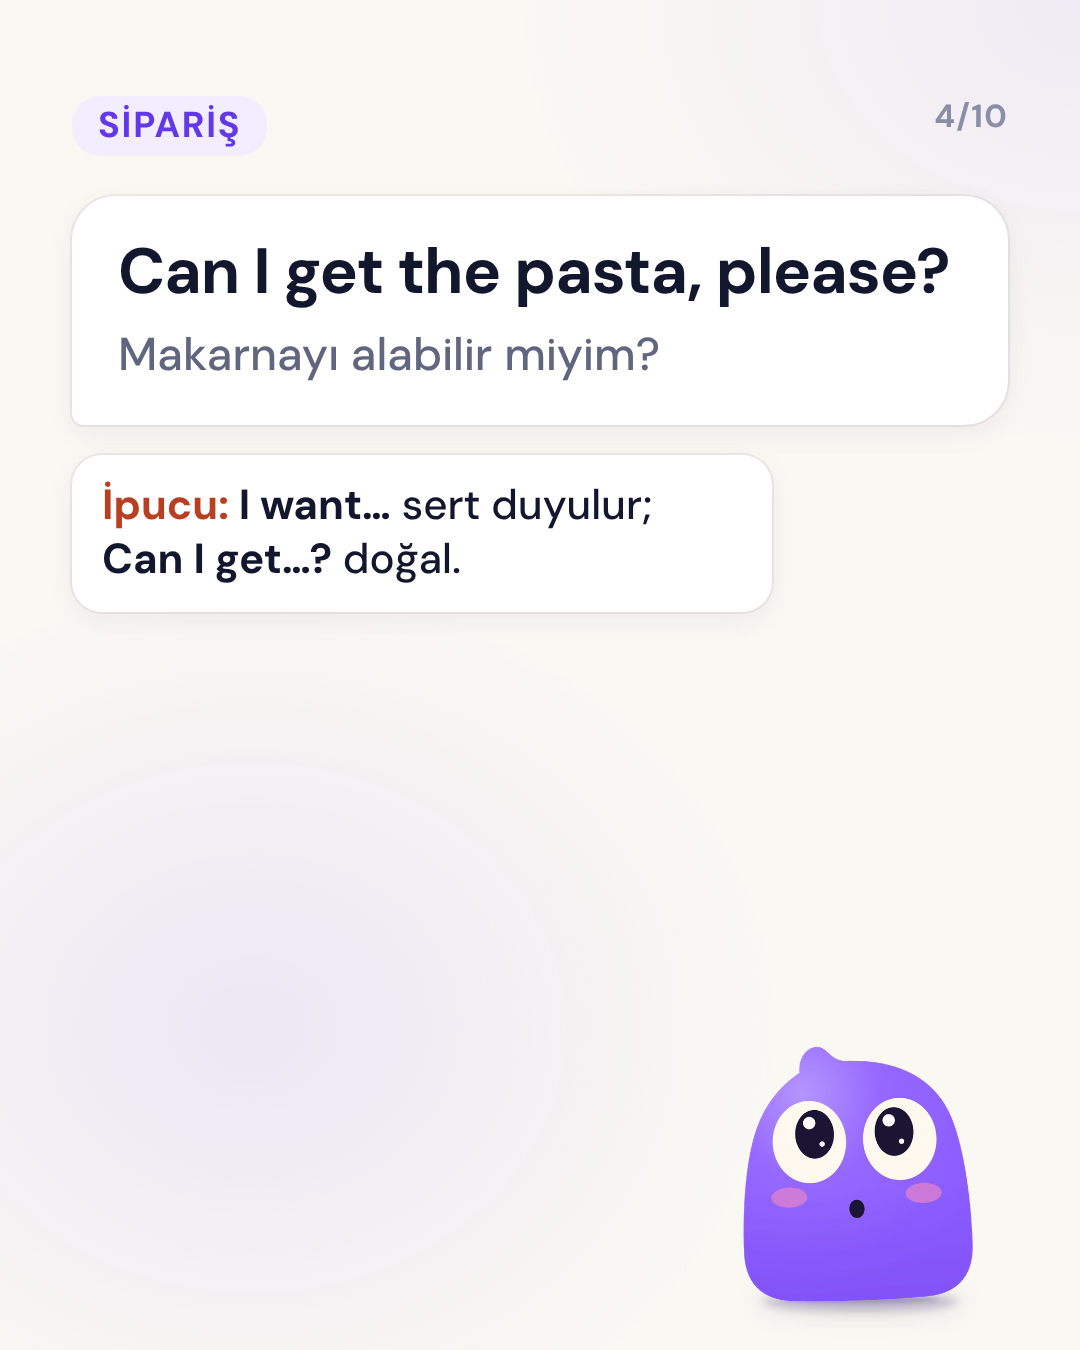 SİPARİŞ
4/10
Can I get the pasta, please?
Makarnayı alabilir miyim?
İpucu: I want... sert duyulur;
Can I get...? doğal.